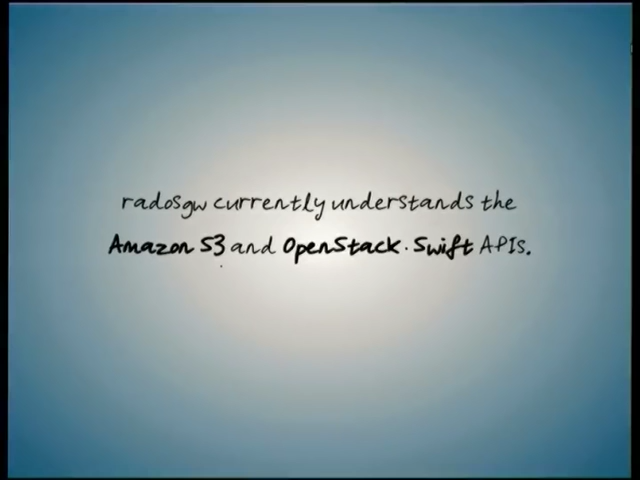 radosgw currently understands the
Amazon S3 and OpenStack · Swift APIs.